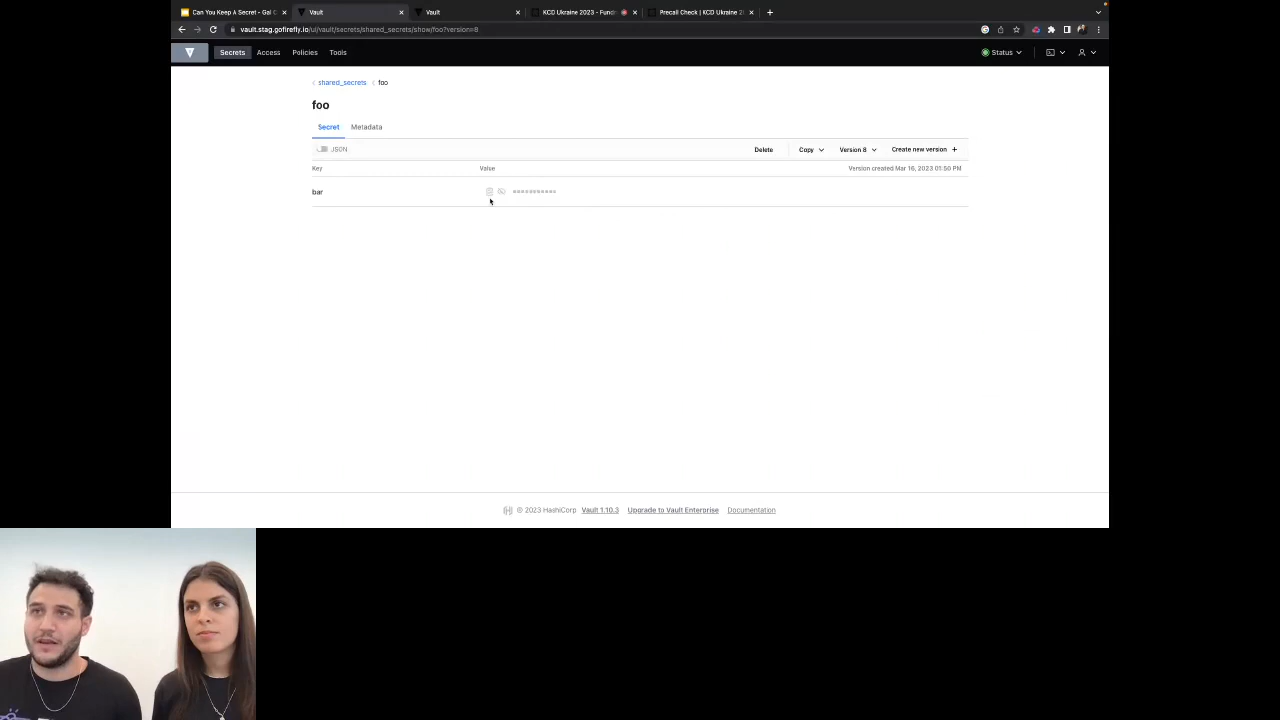 Can You Keep A Secret - Gal C
Vault
Vault
KCD Ukraine 2023 - Fund
Precall Check | KCD Ukraine 2
vault.stag.gofirefly.io/ui/vault/secrets/shared_secrets/show/foo?version=8
Secrets Access Policies Tools
Status
shared_secrets foo
foo
Secret Metadata
JSON Delete Copy Version 8 Create new version
Key Value Version created Mar 16, 2023 01:50 PM
bar
© 2023 HashiCorp Vault 1.10.3 Upgrade to Vault Enterprise Documentation